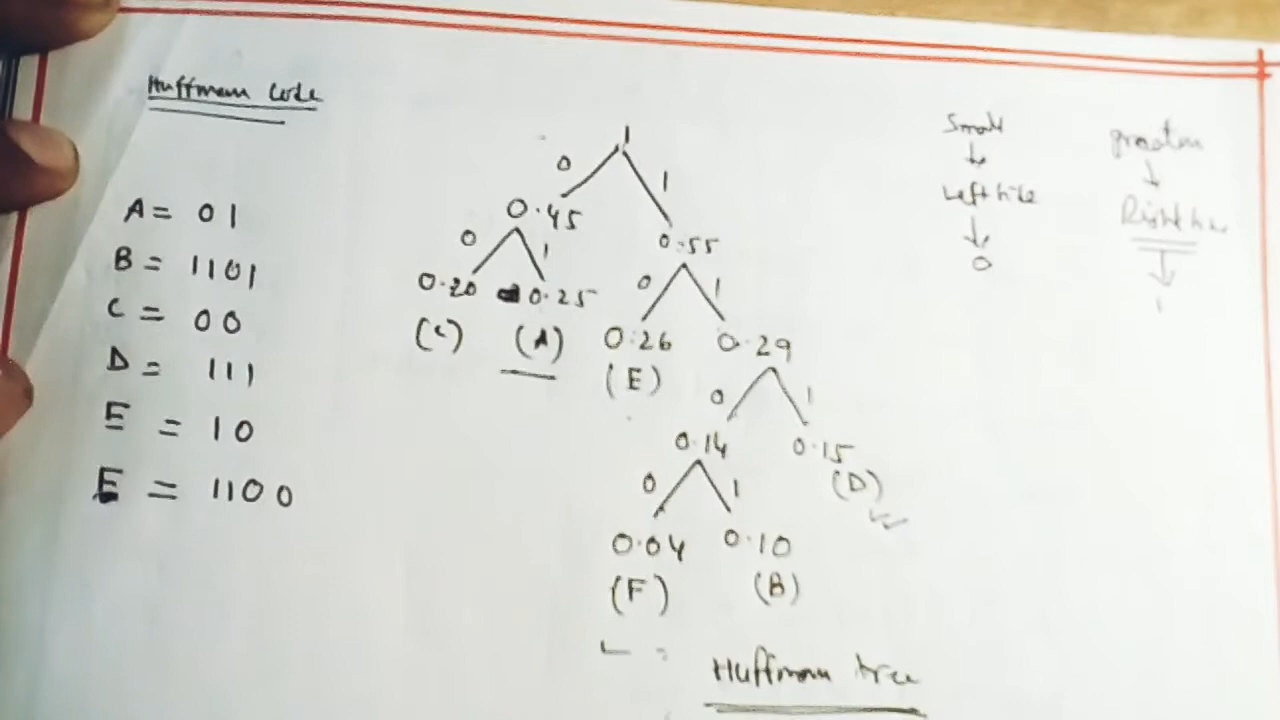 Huffman Code
A = 01
B = 1101
C = 00
D = 111
E = 10
E = 1100
1
0 1
0.45 0.55
0 1 0 1
0.20 0.25 0.26 0.29
(C) (A) (E)
0 1
0.14 0.15
(D)
0 1
0.04 0.10
(F) (B)
Huffman tree
Small
0
greater
1